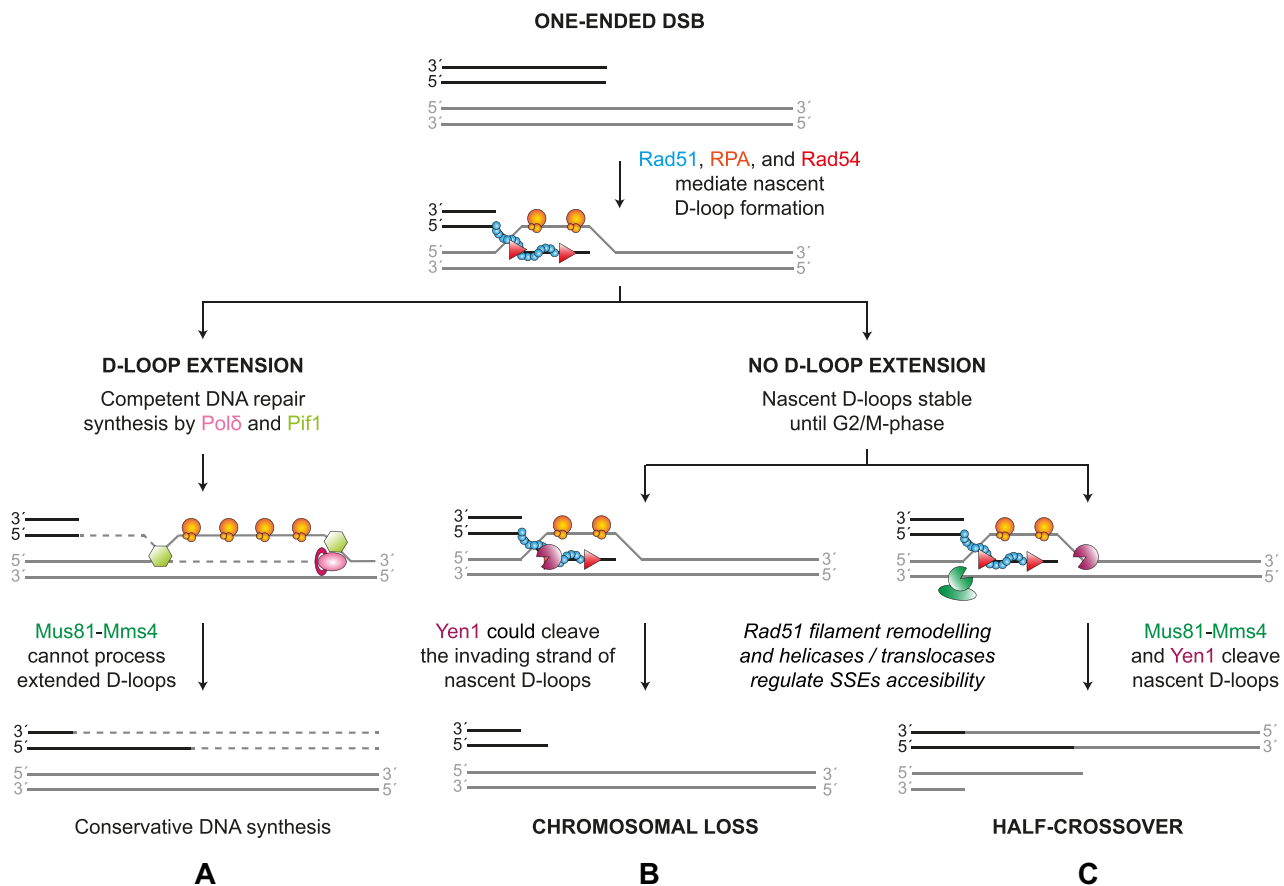 ONE-ENDED DSB
3´
5´
5´ 3´
3´ 5´
Rad51, RPA, and Rad54
mediate nascent
D-loop formation
3´
5´
5´ 3´
3´ 5´
D-LOOP EXTENSION
Competent DNA repair
synthesis by Polδ and Pif1
NO D-LOOP EXTENSION
Nascent D-loops stable
until G2/M-phase
3´
5´
5´ 3´
3´ 5´
3´
5´
5´ 3´
3´ 5´
3´
5´
5´ 3´
3´ 5´
Mus81-Mms4
cannot process
extended D-loops
Yen1 could cleave
the invading strand of
nascent D-loops
Rad51 filament remodelling
and helicases / translocases
regulate SSEs accesibility
Mus81-Mms4
and Yen1 cleave
nascent D-loops
3´
5´
5´ 3´
3´ 5´
Conservative DNA synthesis
3´
5´
5´ 3´
3´ 5´
CHROMOSOMAL LOSS
3´ 5´
5´ 3´
5´
3´
HALF-CROSSOVER
A
B
C